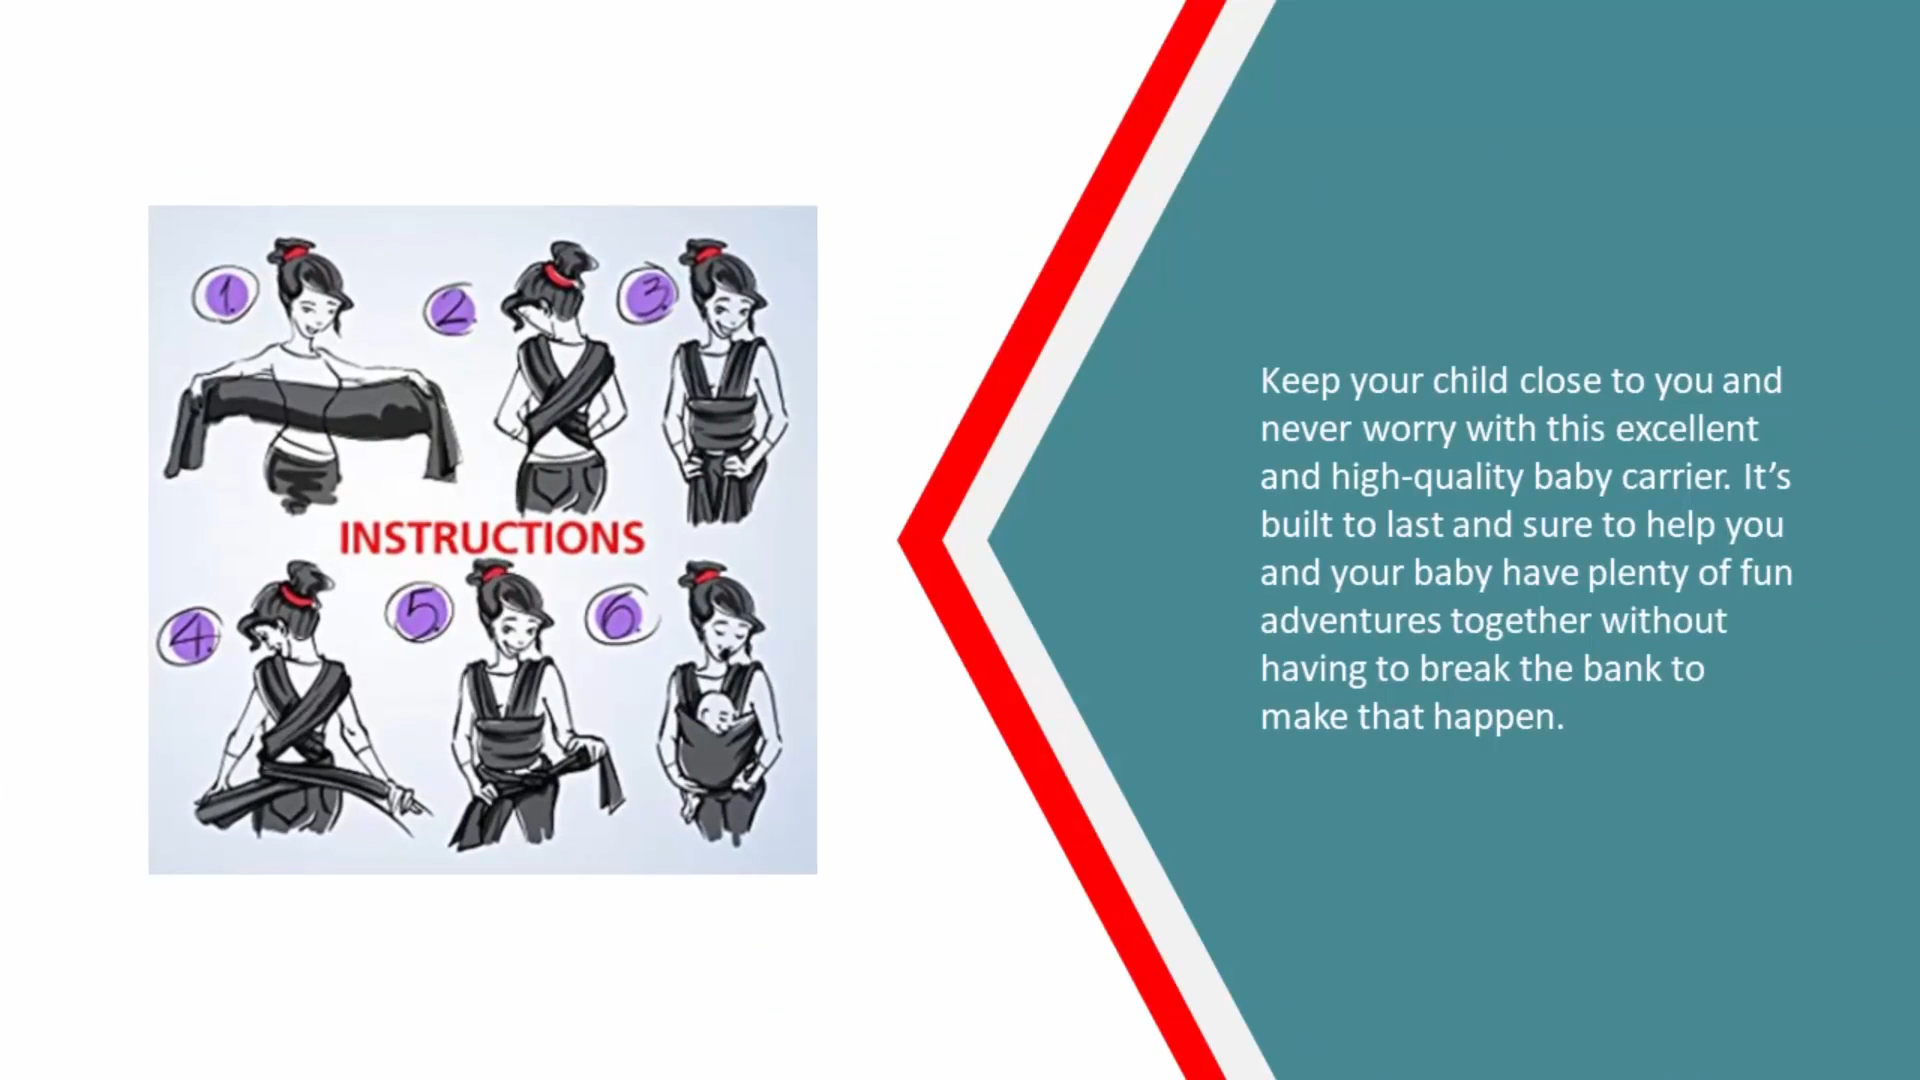 1.
2.
3.
INSTRUCTIONS
4.
5.
6.
Keep your child close to you and
never worry with this excellent
and high-quality baby carrier. It’s
built to last and sure to help you
and your baby have plenty of fun
adventures together without
having to break the bank to
make that happen.